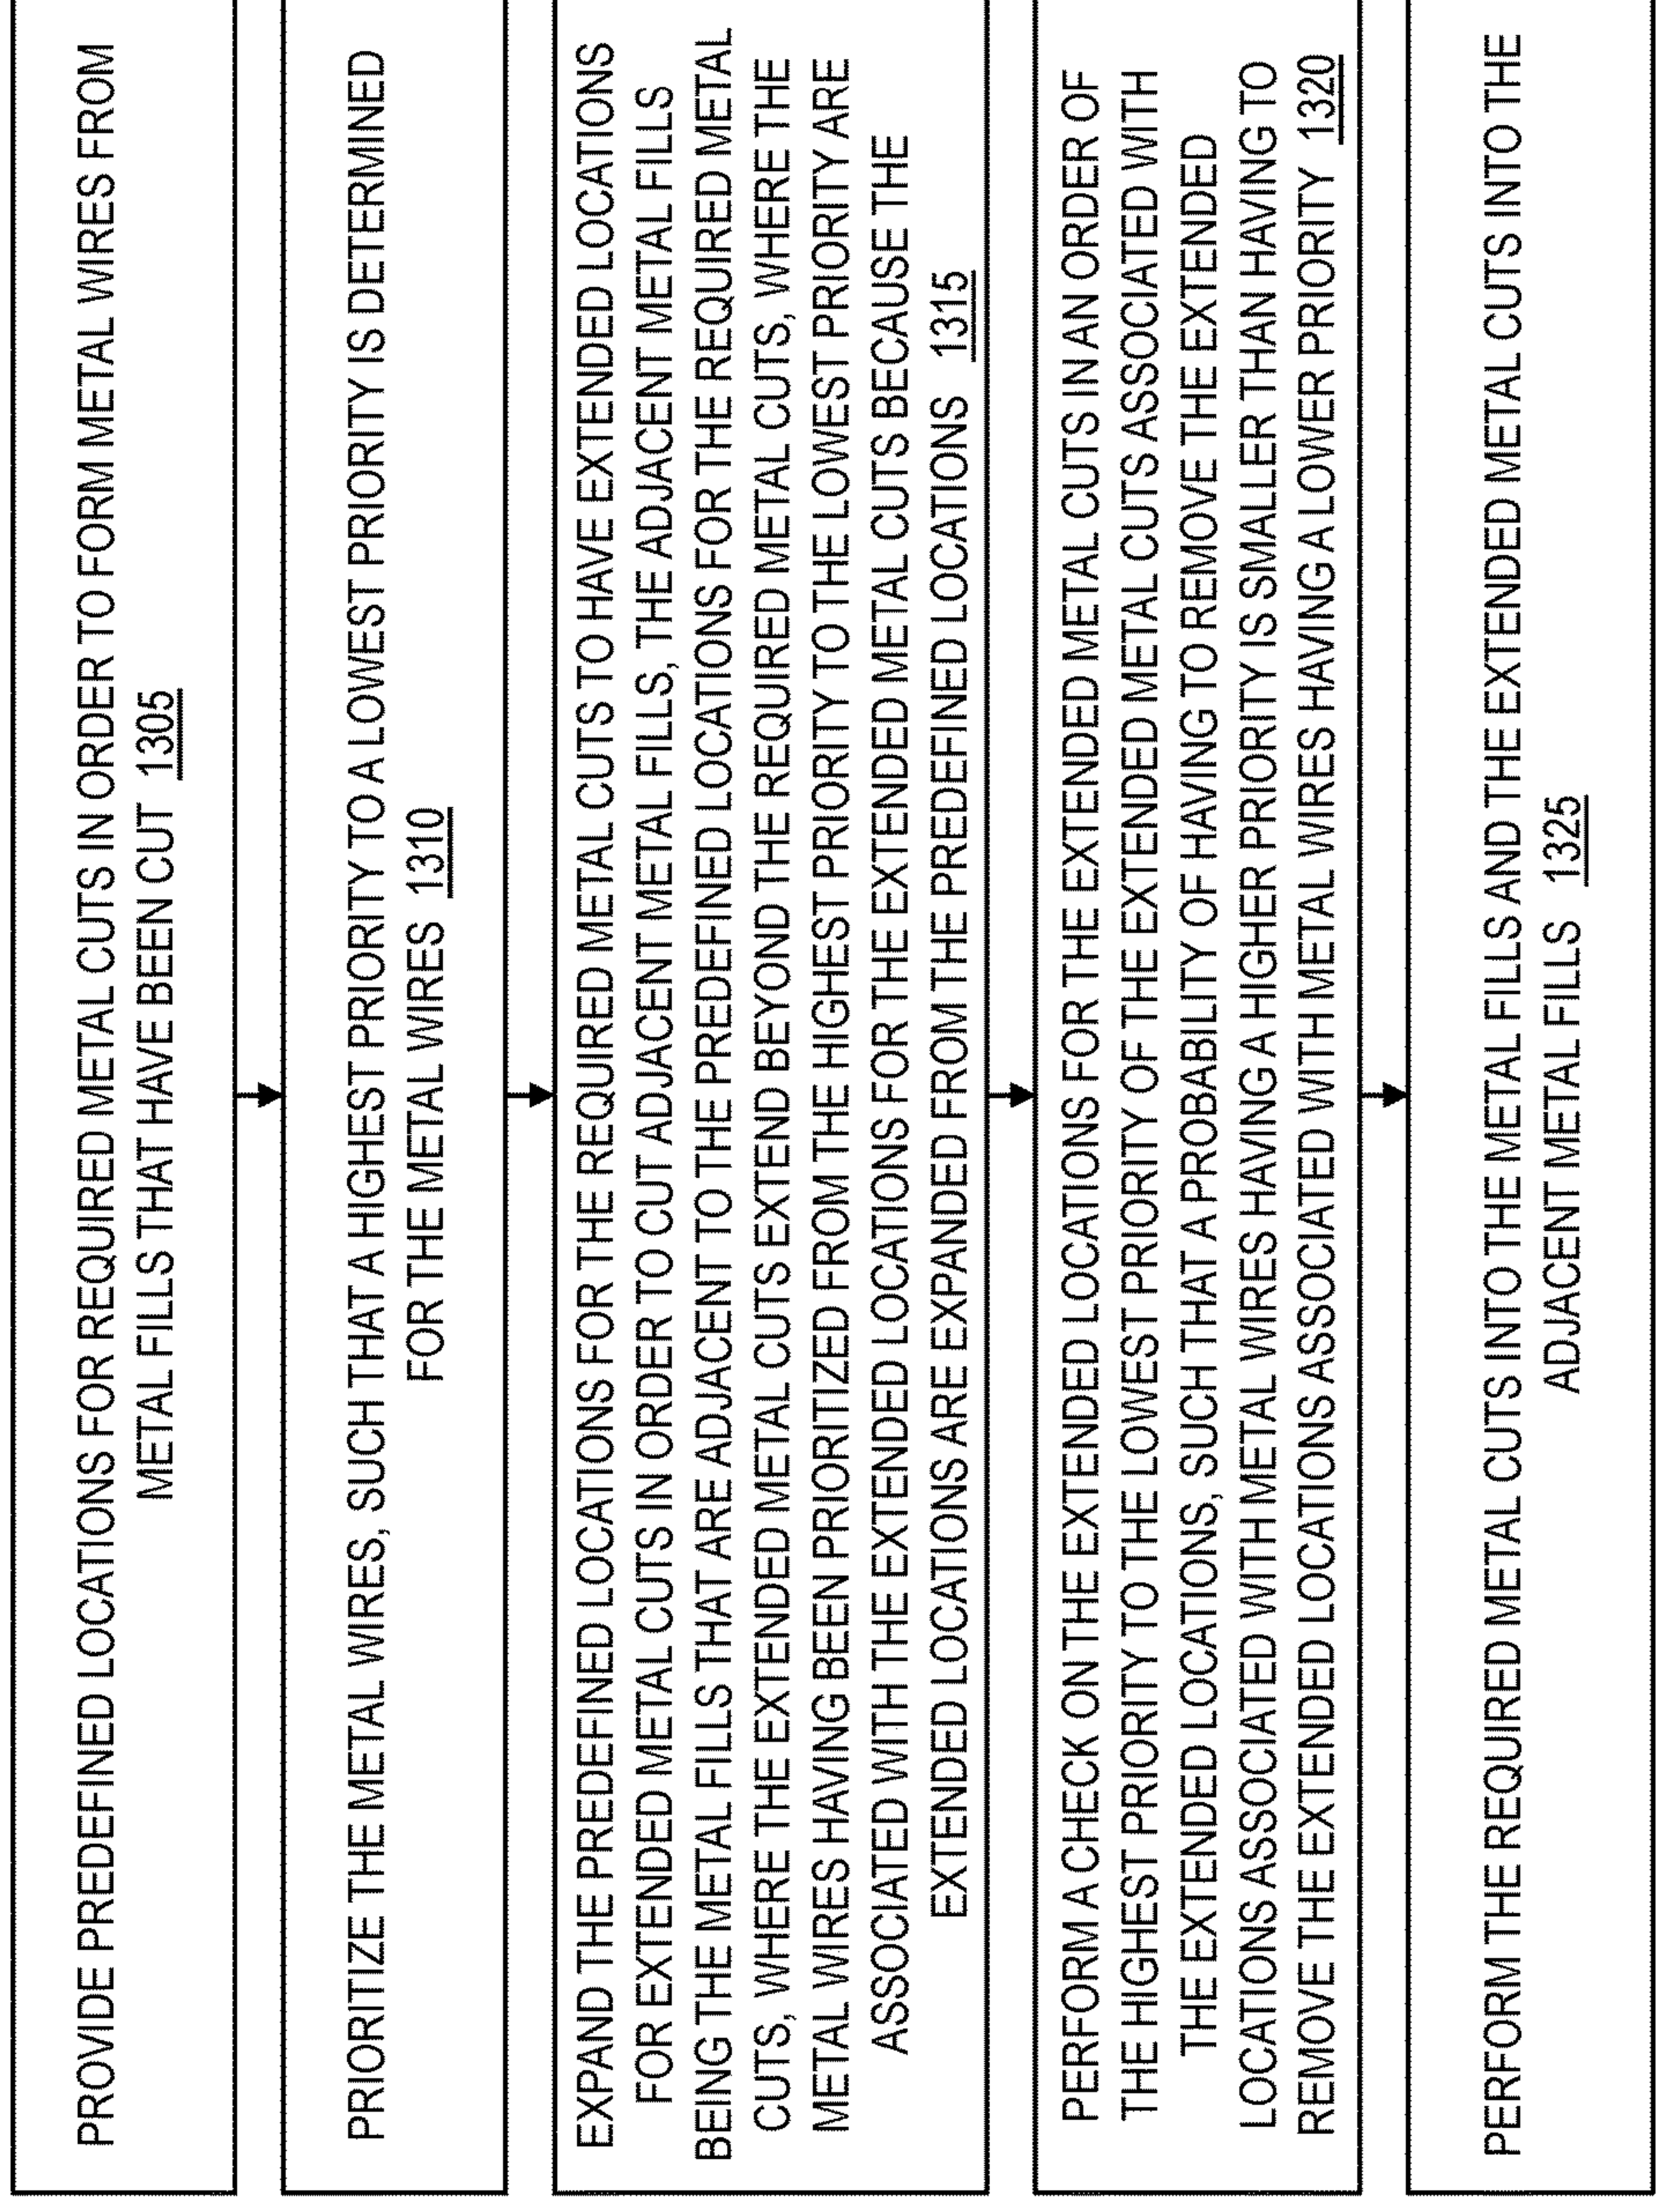 PROVIDE PREDEFINED LOCATIONS FOR REQUIRED METAL CUTS IN ORDER TO FORM METAL WIRES FROM
METAL FILLS THAT HAVE BEEN CUT 1305
PRIORITIZE THE METAL WIRES, SUCH THAT A HIGHEST PRIORITY TO A LOWEST PRIORITY IS DETERMINED
FOR THE METAL WIRES 1310
EXPAND THE PREDEFINED LOCATIONS FOR THE REQUIRED METAL CUTS TO HAVE EXTENDED LOCATIONS
FOR EXTENDED METAL CUTS IN ORDER TO CUT ADJACENT METAL FILLS, THE ADJACENT METAL FILLS
BEING THE METAL FILLS THAT ARE ADJACENT TO THE PREDEFINED LOCATIONS FOR THE REQUIRED METAL
CUTS, WHERE THE EXTENDED METAL CUTS EXTEND BEYOND THE REQUIRED METAL CUTS, WHERE THE
METAL WIRES HAVING BEEN PRIORITIZED FROM THE HIGHEST PRIORITY TO THE LOWEST PRIORITY ARE
ASSOCIATED WITH THE EXTENDED LOCATIONS FOR THE EXTENDED METAL CUTS BECAUSE THE
EXTENDED LOCATIONS ARE EXPANDED FROM THE PREDEFINED LOCATIONS 1315
PERFORM A CHECK ON THE EXTENDED LOCATIONS FOR THE EXTENDED METAL CUTS IN AN ORDER OF
THE HIGHEST PRIORITY TO THE LOWEST PRIORITY OF THE EXTENDED METAL CUTS ASSOCIATED WITH
THE EXTENDED LOCATIONS, SUCH THAT A PROBABILITY OF HAVING TO REMOVE THE EXTENDED
LOCATIONS ASSOCIATED WITH METAL WIRES HAVING A HIGHER PRIORITY IS SMALLER THAN HAVING TO
REMOVE THE EXTENDED LOCATIONS ASSOCIATED WITH METAL WIRES HAVING A LOWER PRIORITY 1320
PERFORM THE REQUIRED METAL CUTS INTO THE METAL FILLS AND THE EXTENDED METAL CUTS INTO THE
ADJACENT METAL FILLS 1325